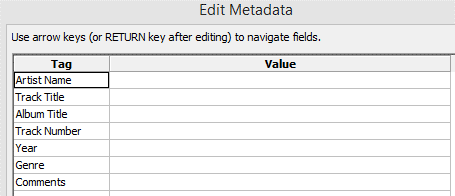 Edit Metadata
Use arrow keys (or RETURN key after editing) to navigate fields.
Tag Value
Artist Name
Track Title
Album Title
Track Number
Year
Genre
Comments